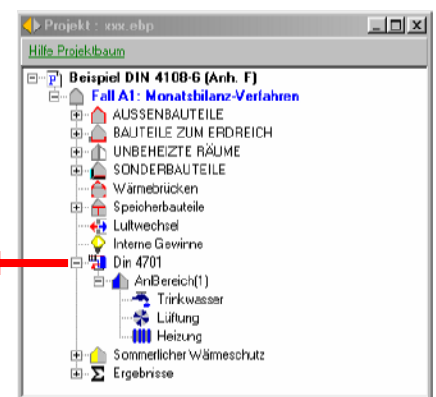 Projekt : xxx.ebp
Hilfe Projektbaum
Beispiel DIN 4108-6 (Anh. F)
Fall A1: Monatsbilanz-Verfahren
AUSSENBAUTEILE
BAUTEILE ZUM ERDREICH
UNBEHEIZTE RÄUME
SONDERBAUTEILE
Wärmebrücken
Speicherbauteile
Luftwechsel
Interne Gewinne
Din 4701
AnBereich(1)
Trinkwasser
Lüftung
Heizung
Sommerlicher Wärmeschutz
Ergebnisse